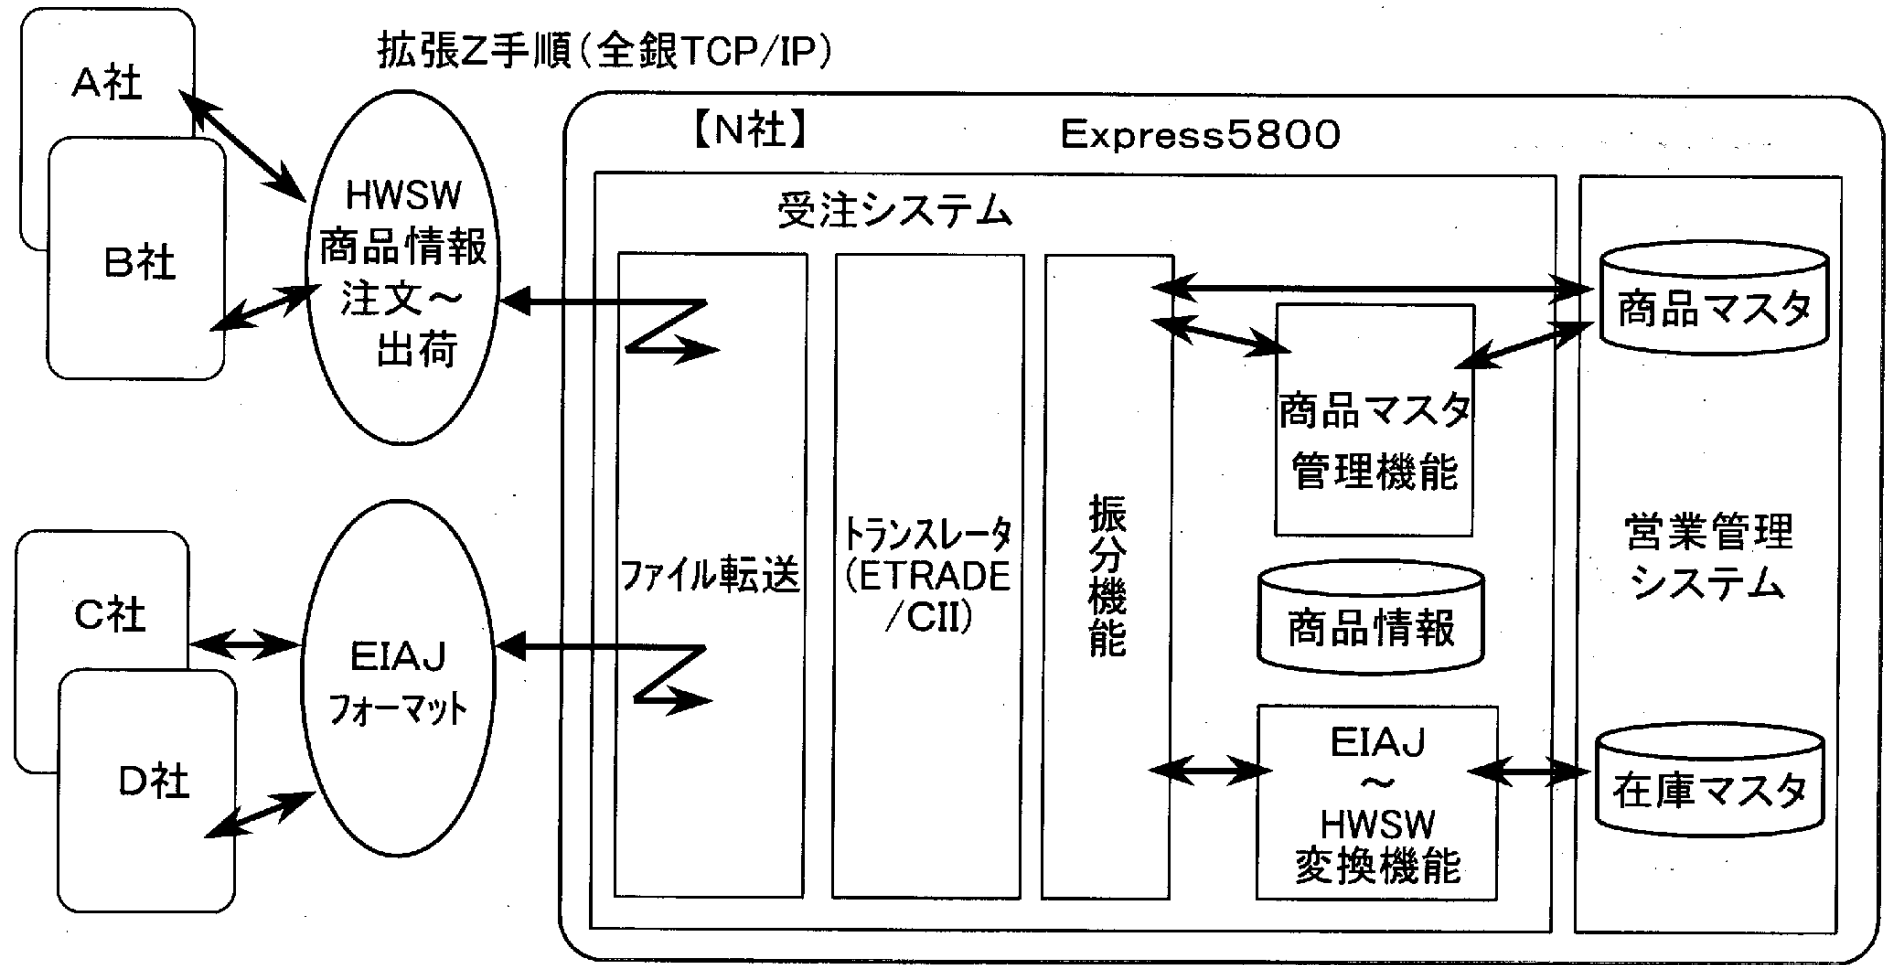 拡張Z手順(全銀TCP/IP)
A社
B社
HWSW
商品情報
注文～
出荷
C社
D社
EIAJ
フォーマット
【N社】
Express5800
受注システム
ファイル転送
トランスレータ
(ETRADE
/CII)
振分機能
商品マスタ
管理機能
商品情報
EIAJ
～
HWSW
変換機能
商品マスタ
営業管理
システム
在庫マスタ